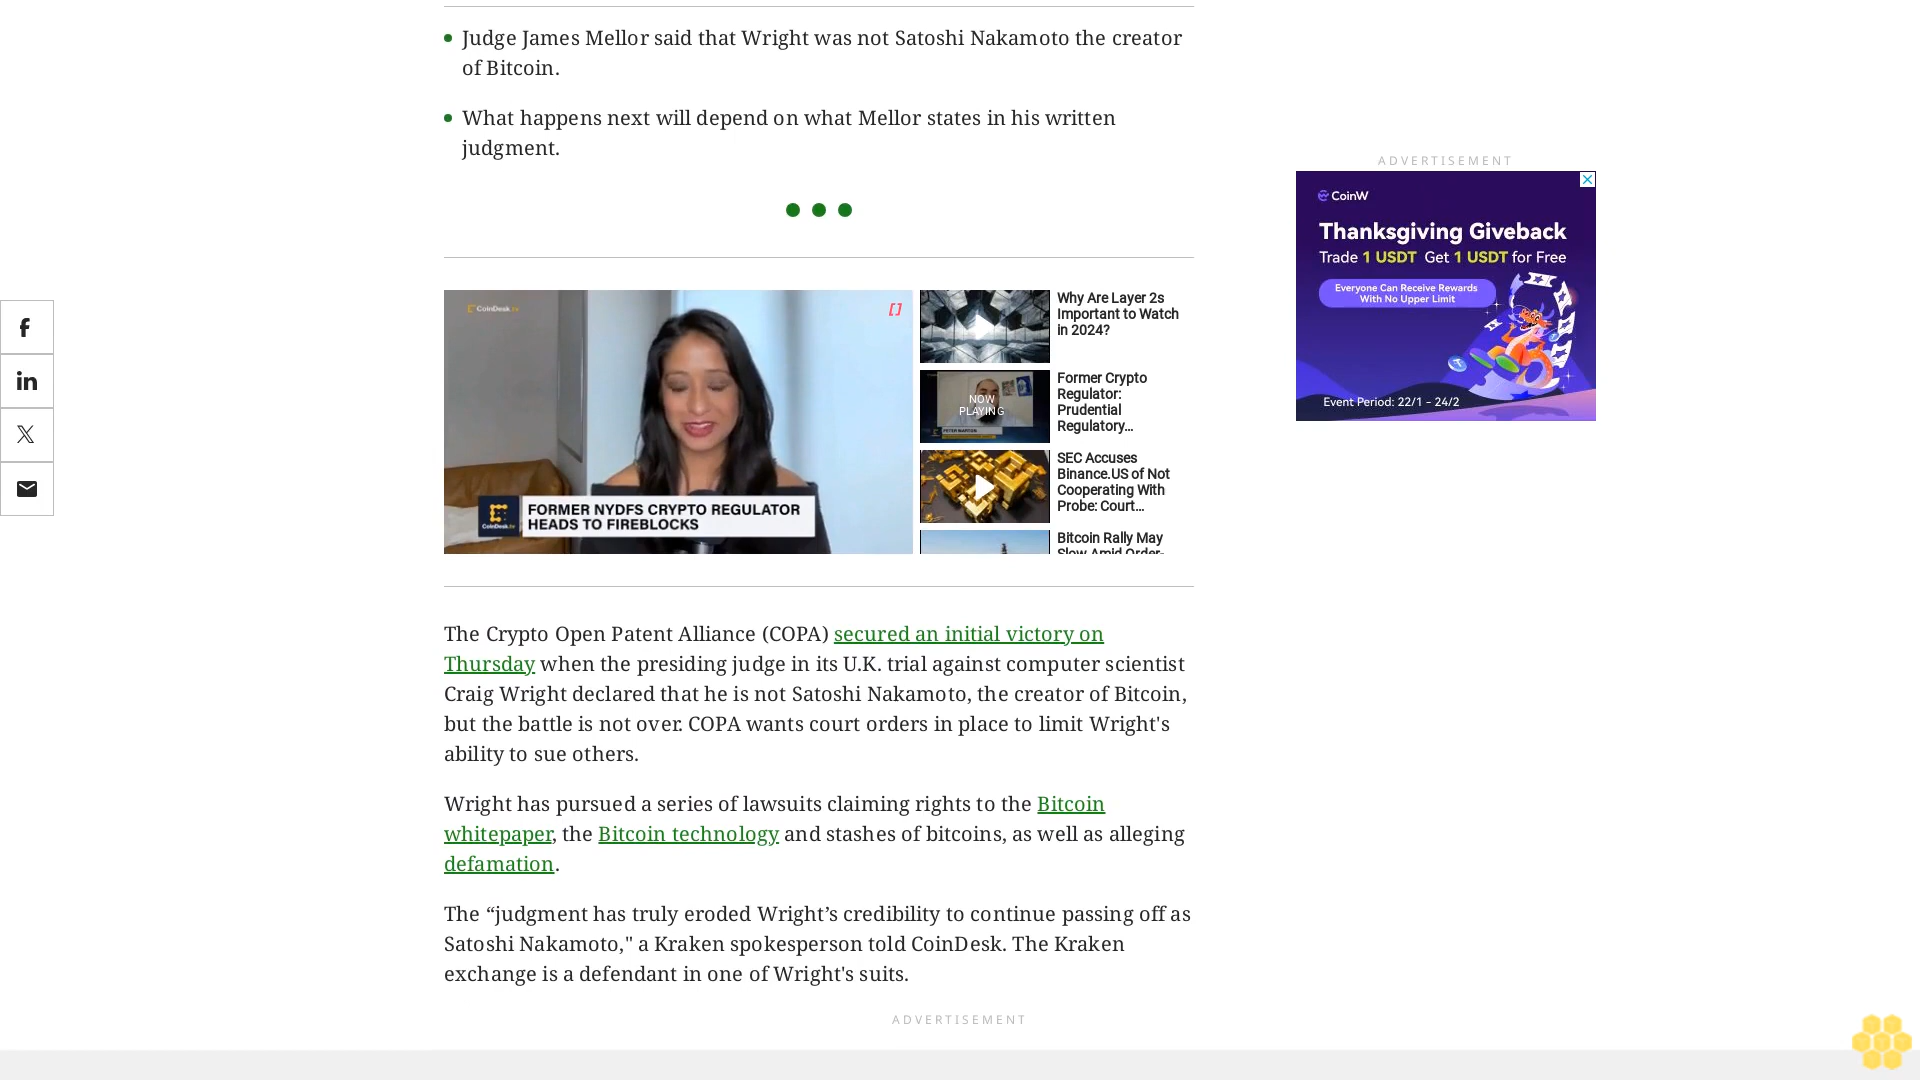 Judge James Mellor said that Wright was not Satoshi Nakamoto the creator
of Bitcoin.
What happens next will depend on what Mellor states in his written
judgment.
ADVERTISEMENT
CoinW
Thanksgiving Giveback
Trade 1 USDT Get 1 USDT for Free
Everyone Can Receive Rewards
With No Upper Limit
Event Period: 22/1 - 24/2
CoinDesk.tv
FORMER NYDFS CRYPTO REGULATOR
HEADS TO FIREBLOCKS
CoinDesk.tv
Why Are Layer 2s
Important to Watch
in 2024?
NOW
PLAYING
Former Crypto
Regulator:
Prudential
Regulatory...
SEC Accuses
Binance.US of Not
Cooperating With
Probe: Court...
Bitcoin Rally May
Slow Amid Order-
The Crypto Open Patent Alliance (COPA) secured an initial victory on
Thursday when the presiding judge in its U.K. trial against computer scientist
Craig Wright declared that he is not Satoshi Nakamoto, the creator of Bitcoin,
but the battle is not over. COPA wants court orders in place to limit Wright's
ability to sue others.
Wright has pursued a series of lawsuits claiming rights to the Bitcoin
whitepaper, the Bitcoin technology and stashes of bitcoins, as well as alleging
defamation.
The “judgment has truly eroded Wright’s credibility to continue passing off as
Satoshi Nakamoto," a Kraken spokesperson told CoinDesk. The Kraken
exchange is a defendant in one of Wright's suits.
ADVERTISEMENT